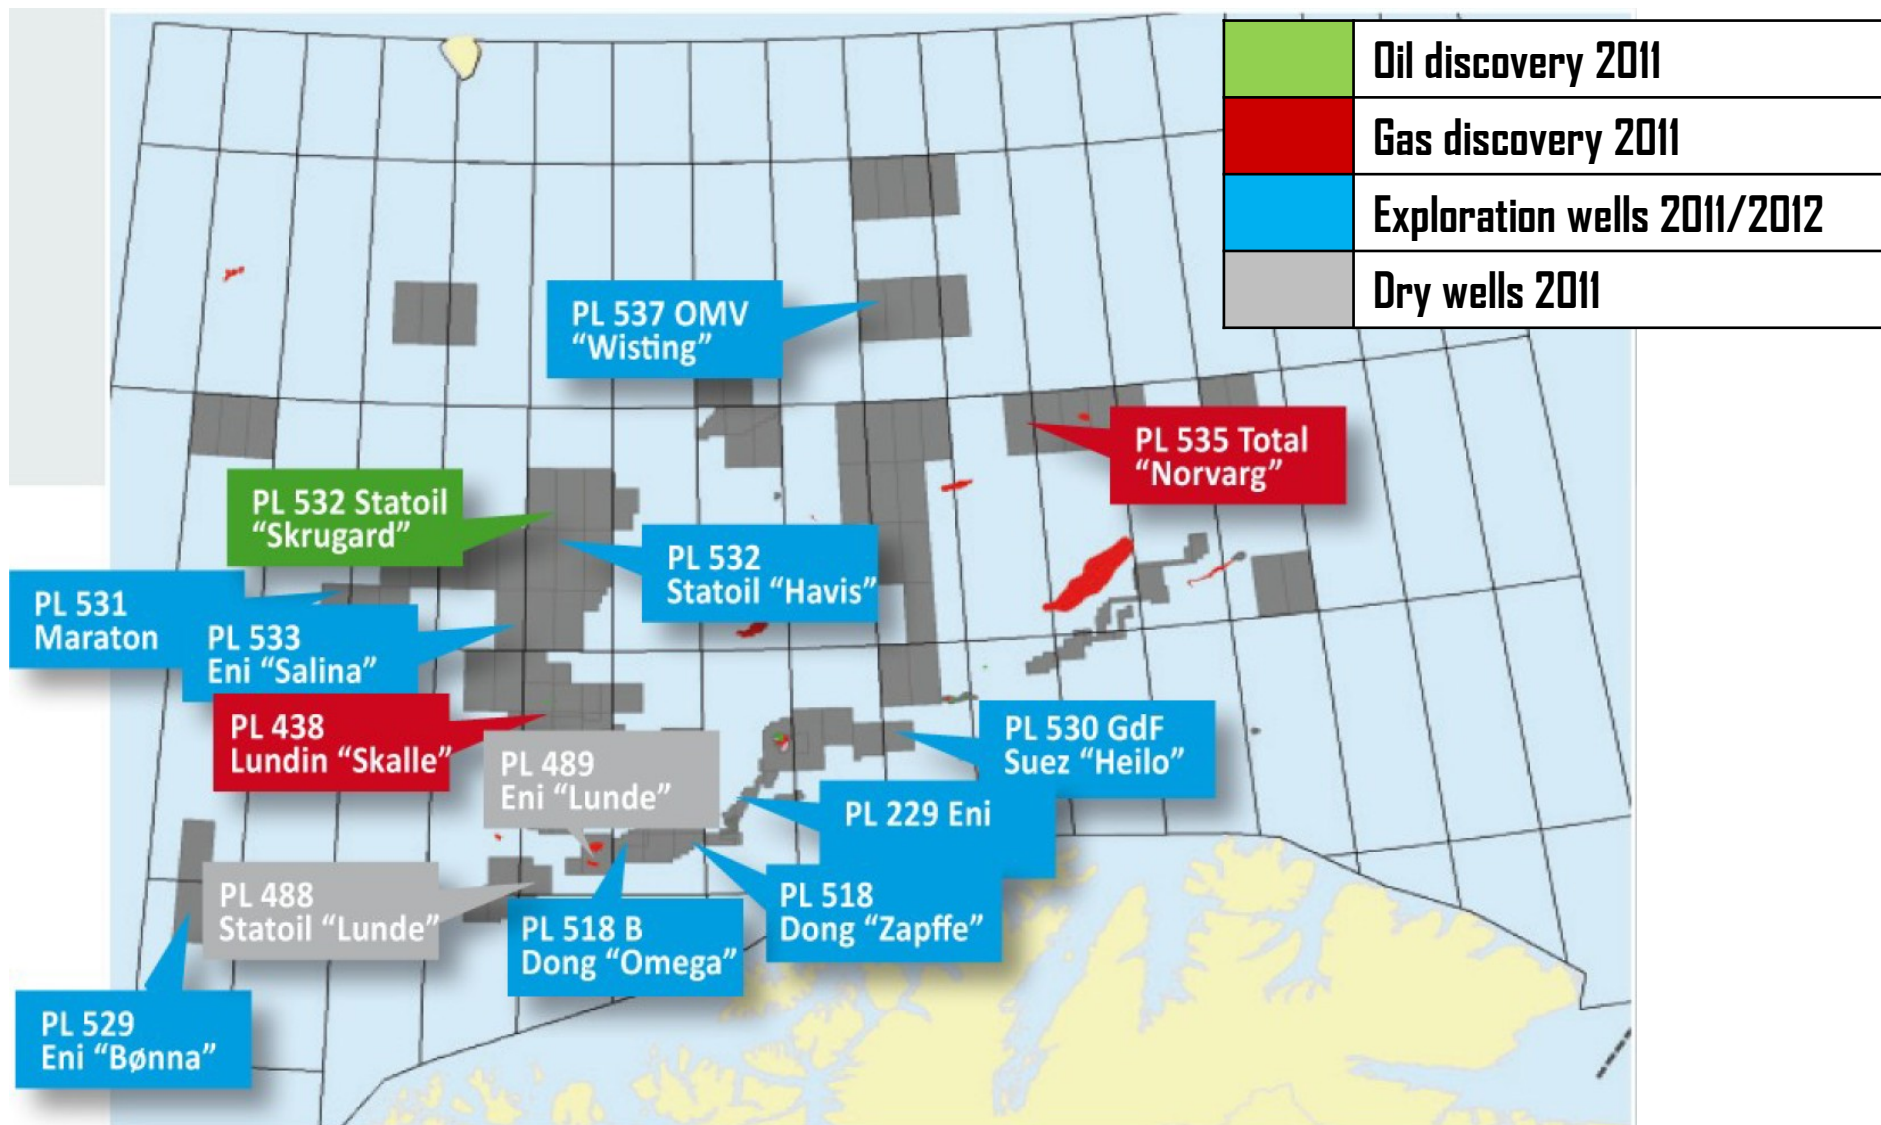 Oil discovery 2011
Gas discovery 2011
Exploration wells 2011/2012
Dry wells 2011
PL 537 OMV
“Wisting”
PL 535 Total
“Norvarg”
PL 532 Statoil
“Skrugard”
PL 532
Statoil “Havis”
PL 531
Maraton
PL 533
Eni “Salina”
PL 438
Lundin “Skalle”
PL 489
Eni “Lunde”
PL 530 GdF
Suez “Heilo”
PL 229 Eni
PL 488
Statoil “Lunde”
PL 518 B
Dong “Omega”
PL 518
Dong “Zapffe”
PL 529
Eni “Bønna”